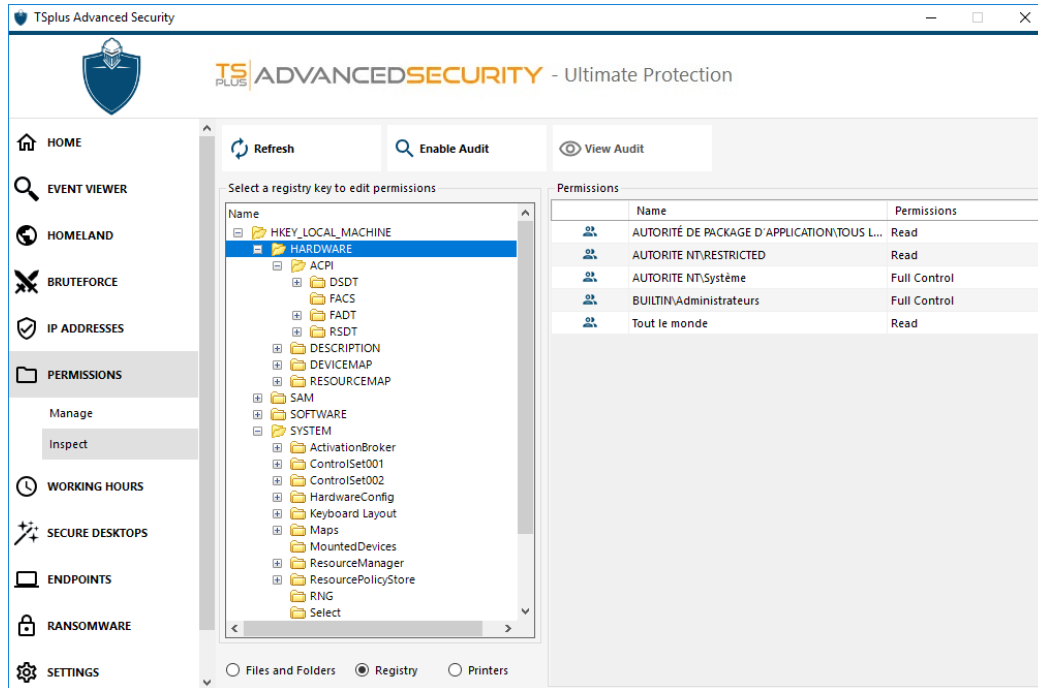 TSplus Advanced Security
TS PLUS ADVANCEDSECURITY - Ultimate Protection
HOME
EVENT VIEWER
HOMELAND
BRUTEFORCE
IP ADDRESSES
PERMISSIONS
Manage
Inspect
WORKING HOURS
SECURE DESKTOPS
ENDPOINTS
RANSOMWARE
SETTINGS
Refresh
Enable Audit
View Audit
Select a registry key to edit permissions
Name
HKEY_LOCAL_MACHINE
HARDWARE
ACPI
DSDT
FACS
FADT
RSDT
DESCRIPTION
DEVICEMAP
RESOURCEMAP
SAM
SOFTWARE
SYSTEM
ActivationBroker
ControlSet001
ControlSet002
HardwareConfig
Keyboard Layout
Maps
MountedDevices
ResourceManager
ResourcePolicyStore
RNG
Select
Files and Folders Registry Printers
Permissions
Name Permissions
AUTORITÉ DE PACKAGE D'APPLICATION\TOUS L... Read
AUTORITE NT\RESTRICTED Read
AUTORITE NT\Système Full Control
BUILTIN\Administrateurs Full Control
Tout le monde Read